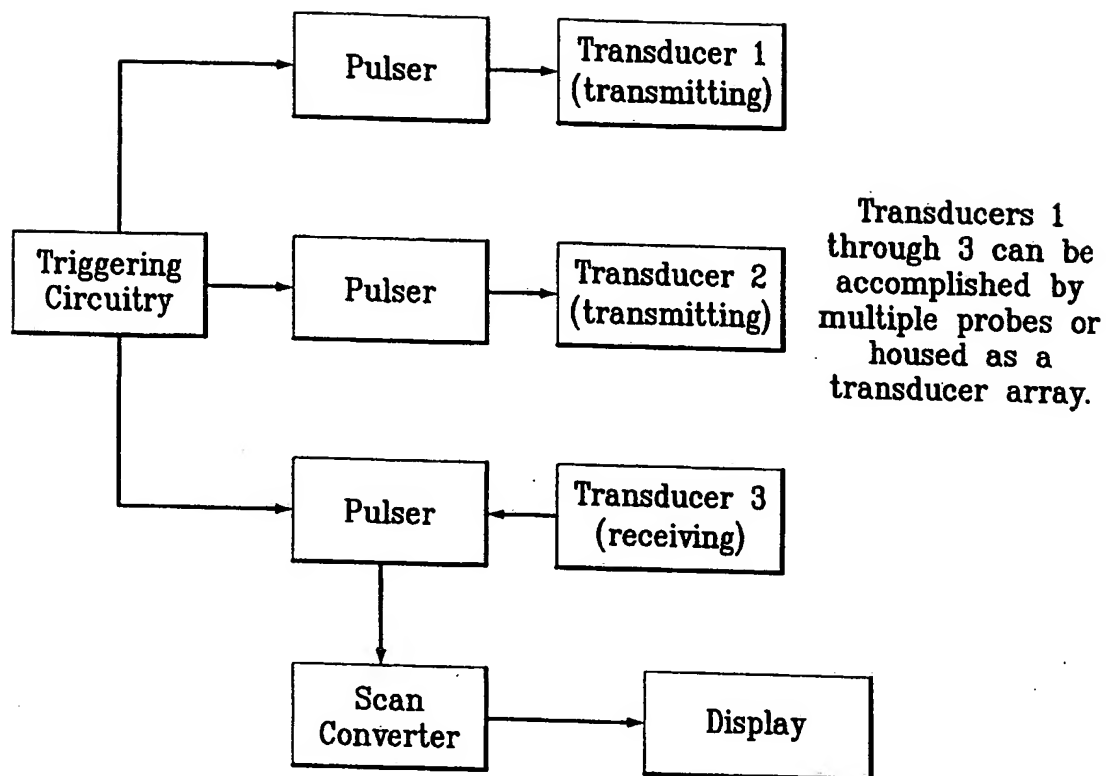 Pulser
Transducer 1
(transmitting)
Transducers 1
through 3 can be
accomplished by
multiple probes or
housed as a
transducer array.
Triggering
Circuitry
Pulser
Transducer 2
(transmitting)
Pulser
Transducer 3
(receiving)
Scan
Converter
Display